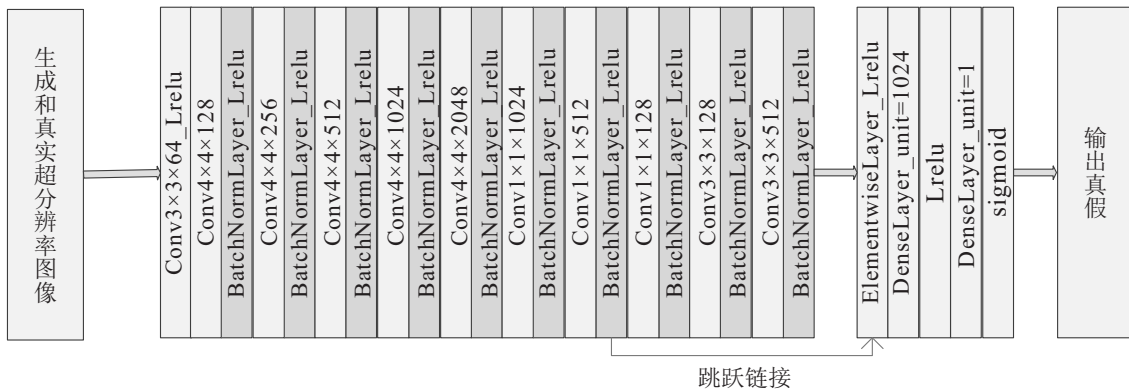 生成和真实超分辨率图像
Conv3×3×64_Lrelu
Conv4×4×128
BatchNormLayer_Lrelu
Conv4×4×256
BatchNormLayer_Lrelu
Conv4×4×512
BatchNormLayer_Lrelu
Conv4×4×1024
BatchNormLayer_Lrelu
Conv4×4×2048
BatchNormLayer_Lrelu
Conv1×1×1024
BatchNormLayer_Lrelu
Conv1×1×512
BatchNormLayer_Lrelu
Conv1×1×128
BatchNormLayer_Lrelu
Conv3×3×128
BatchNormLayer_Lrelu
Conv3×3×512
BatchNormLayer_Lrelu
ElementwiseLayer_Lrelu
DenseLayer_unit=1024
Lrelu
DenseLayer_unit=1
sigmoid
输出真假
跳跃链接